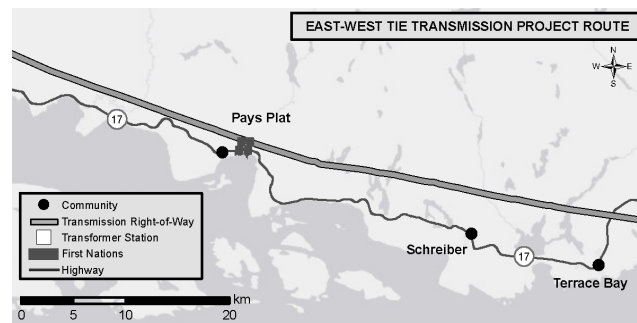 EAST-WEST TIE TRANSMISSION PROJECT ROUTE
N
W E
S
17
Pays Plat
Community
Transmission Right-of-Way
Transformer Station
First Nations
Highway
Schreiber
17
Terrace Bay
km
0 5 10 20